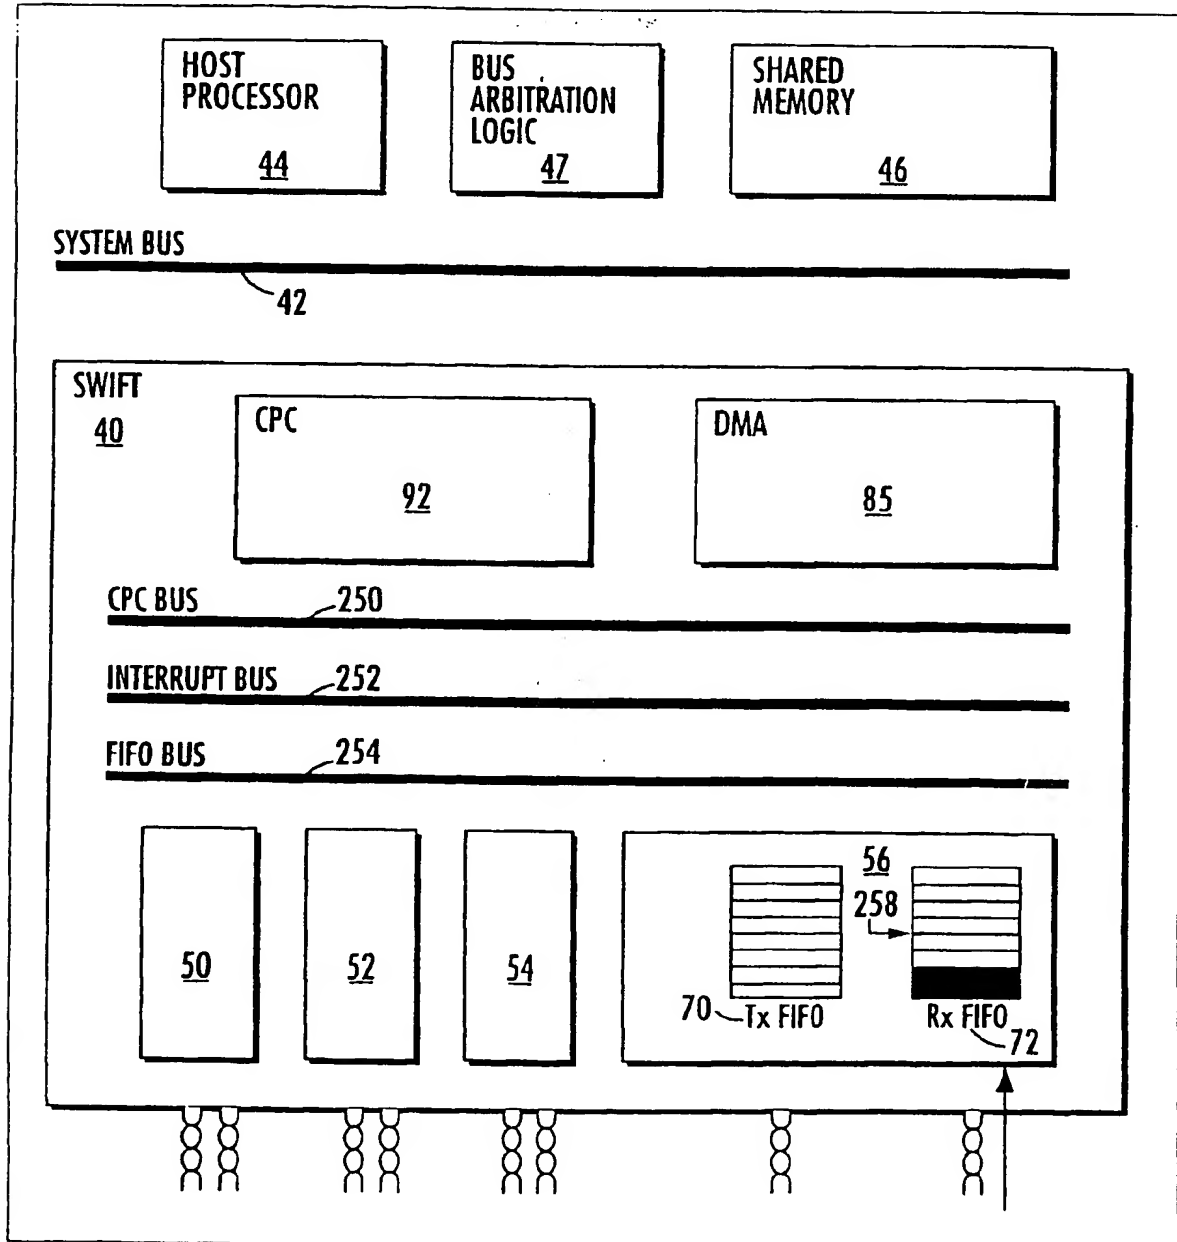 HOST
PROCESSOR
44
BUS
ARBITRATION
LOGIC
47
SHARED
MEMORY
46
SYSTEM BUS
42
SWIFT
40
CPC
92
DMA
85
CPC BUS
250
INTERRUPT BUS
252
FIFO BUS
254
50
52
54
56
258
70
Tx FIFO
Rx FIFO
72